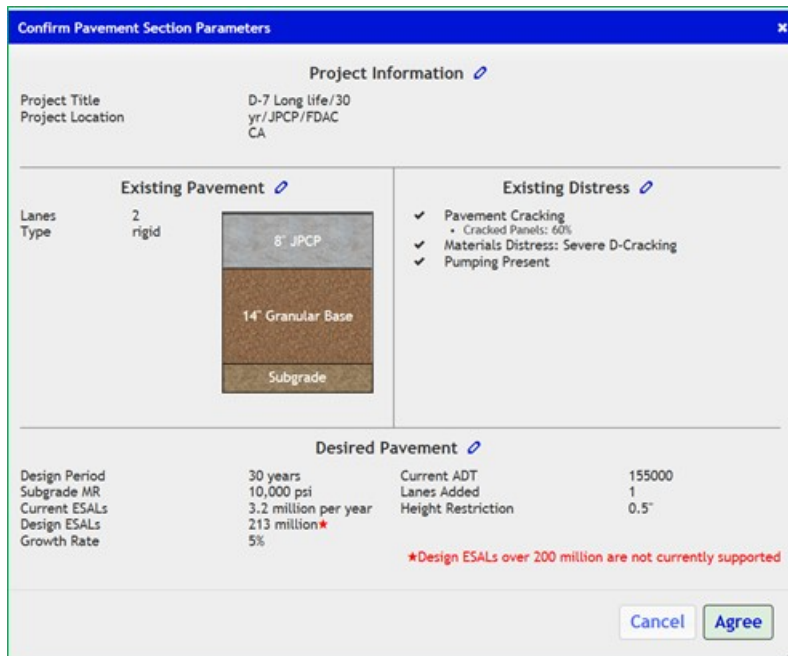 Confirm Pavement Section Parameters
Project Information
Project Title D-7 Long life/30
Project Location yr/JPCP/FDAC
CA
Existing Pavement
Lanes 2
Type rigid
8" JPCP
14" Granular Base
Subgrade
Existing Distress
Pavement Cracking
• Cracked Panels: 60%
Materials Distress: Severe D-Cracking
Pumping Present
Desired Pavement
Design Period 30 years Current ADT 155000
Subgrade MR 10,000 psi Lanes Added 1
Current ESALs 3.2 million per year Height Restriction 0.5"
Design ESALs 213 million★
Growth Rate 5%
★Design ESALs over 200 million are not currently supported
Cancel Agree